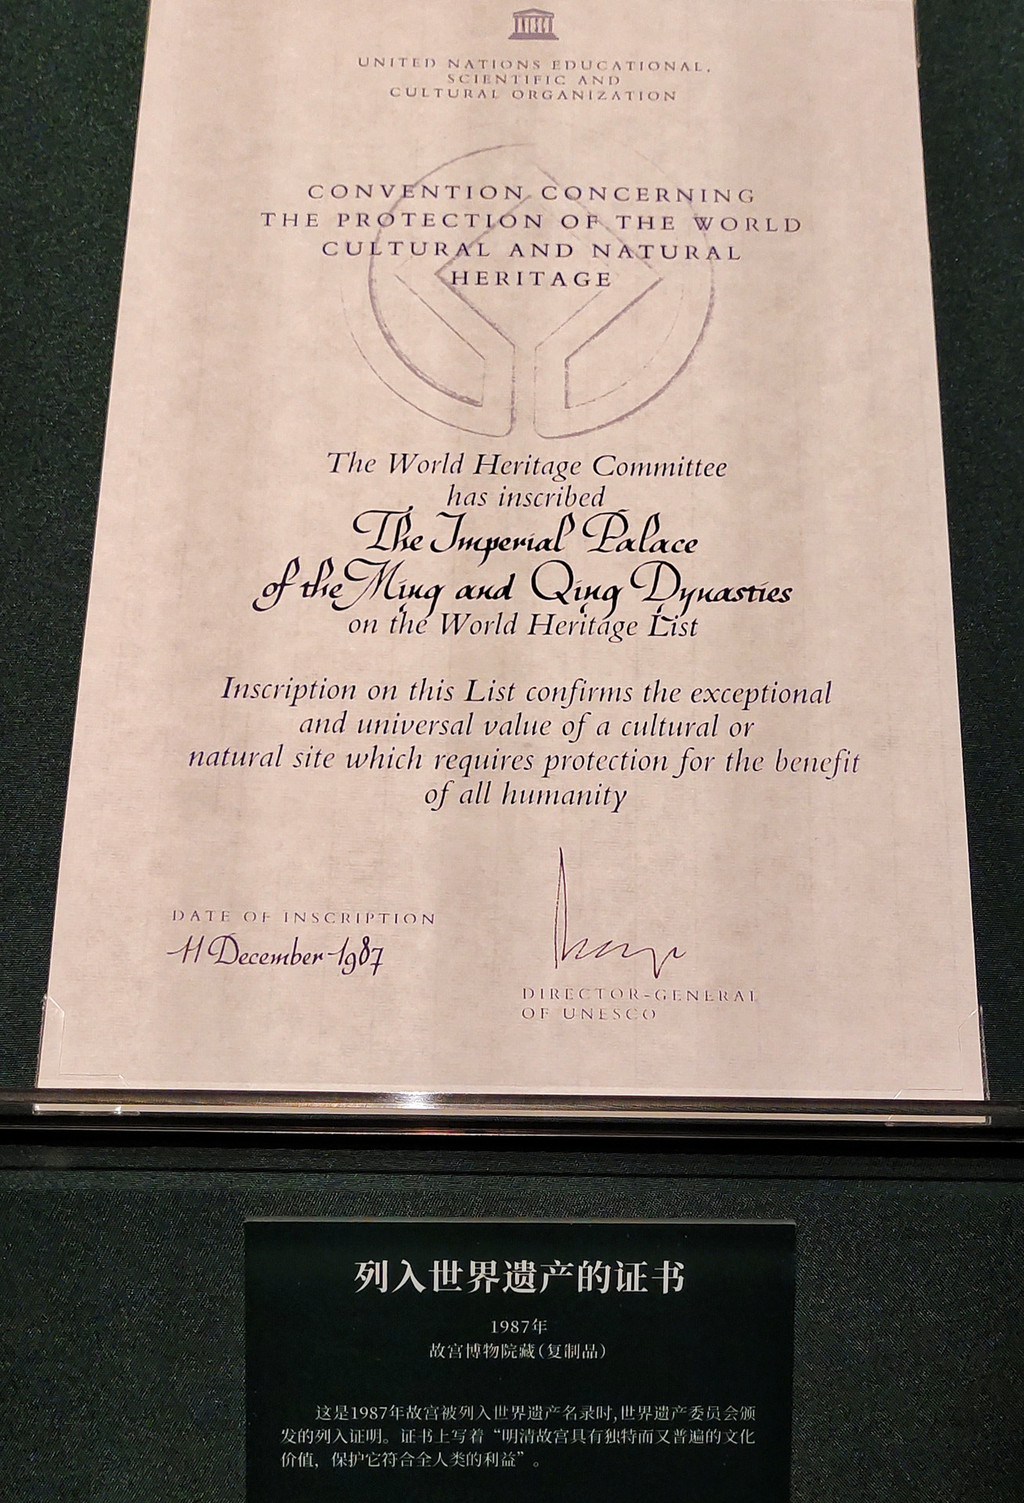 UNESCO
UNITED NATIONS EDUCATIONAL,
SCIENTIFIC AND
CULTURAL ORGANIZATION
CONVENTION CONCERNING
THE PROTECTION OF THE WORLD
CULTURAL AND NATURAL
HERITAGE
The World Heritage Committee
has inscribed
The Imperial Palace
of the Ming and Qing Dynasties
on the World Heritage List
Inscription on this List confirms the exceptional
and universal value of a cultural or
natural site which requires protection for the benefit
of all humanity
DATE OF INSCRIPTION
11 December 1987
DIRECTOR-GENERAL
OF UNESCO
列入世界遗产的证书
1987年
故宫博物院藏（复制品）
这是1987年故宫被列入世界遗产名录时,世界遗产委员会颁
发的列入证明。证书上写着“明清故宫具有独特而又普遍的文化
价值，保护它符合全人类的利益”。